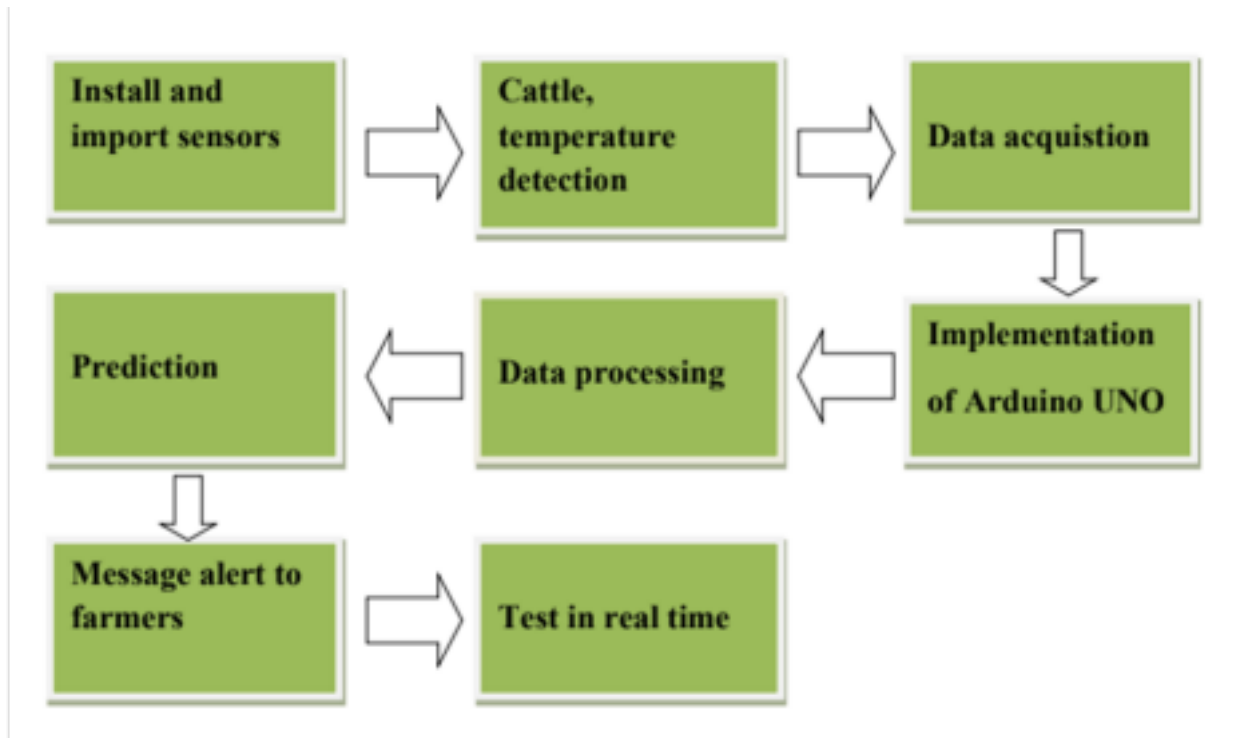 Install and
import sensors
Cattle,
temperature
detection
Data acquistion
Implementation
of Arduino UNO
Data processing
Prediction
Message alert to
farmers
Test in real time